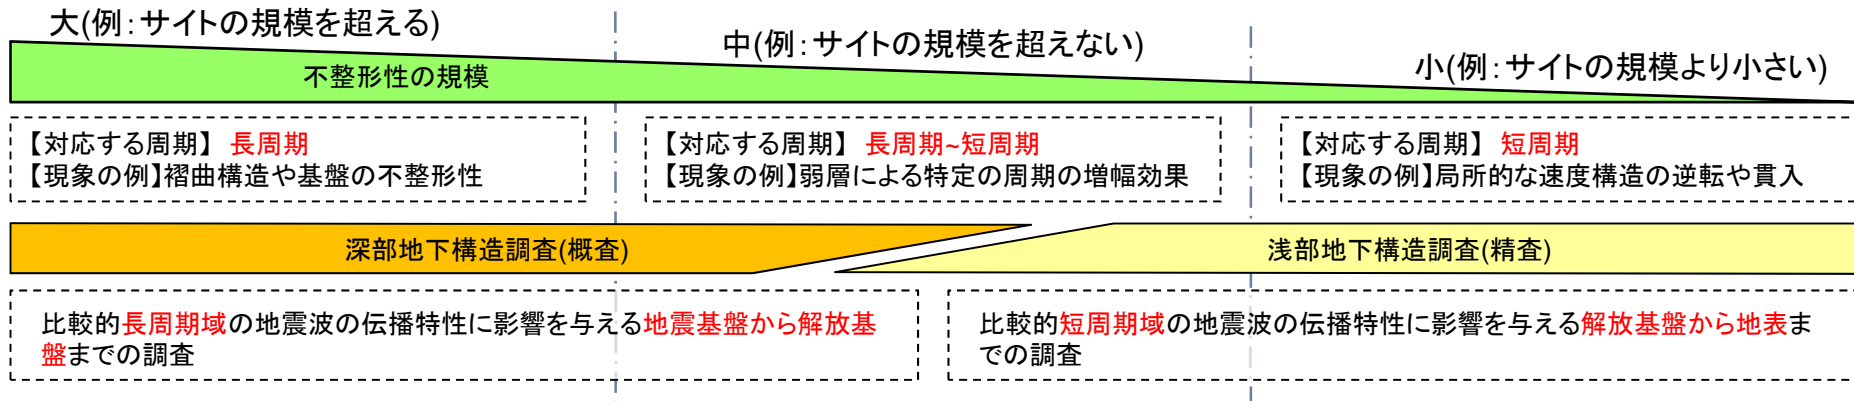 大(例：サイトの規模を超える)
中(例：サイトの規模を超えない)
小(例：サイトの規模より小さい)
不整形性の規模
【対応する周期】 長周期
【現象の例】褶曲構造や基盤の不整形性
【対応する周期】 長周期~短周期
【現象の例】弱層による特定の周期の増幅効果
【対応する周期】 短周期
【現象の例】局所的な速度構造の逆転や貫入
深部地下構造調査(概査)
浅部地下構造調査(精査)
比較的長周期域の地震波の伝播特性に影響を与える地震基盤から解放基
盤までの調査
比較的短周期域の地震波の伝播特性に影響を与える解放基盤から地表ま
での調査